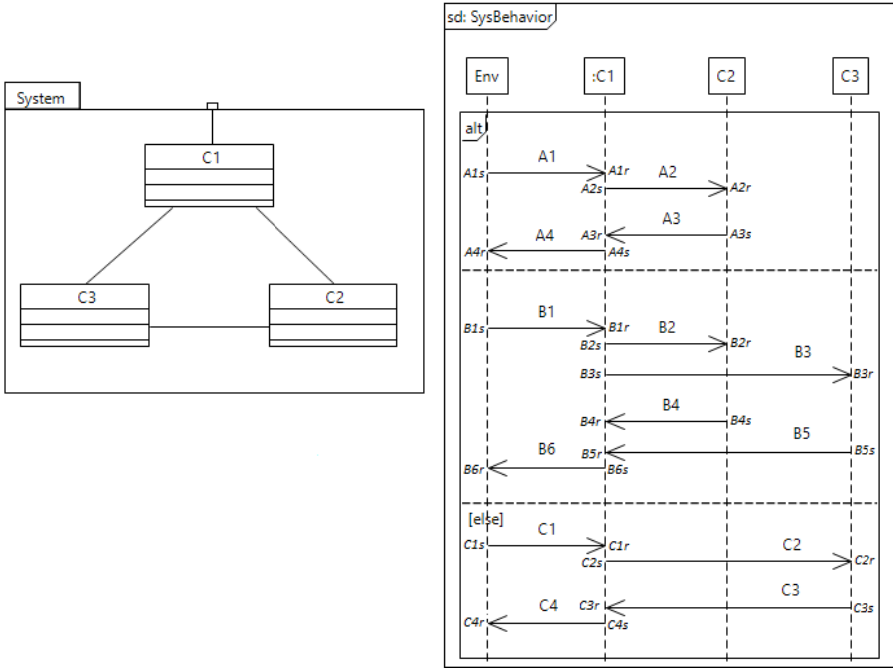 System
C1
C3
C2
sd: SysBehavior
Env
:C1
C2
C3
alt
A1
A1s
A1r
A2
A2s
A2r
A3
A3r
A3s
A4
A4r
A4s
B1
B1s
B1r
B2
B2s
B2r
B3
B3s
B3r
B4
B4r
B4s
B5
B5r
B5s
B6
B6r
B6s
[else]
C1
C1s
C1r
C2
C2s
C2r
C3
C3r
C3s
C4
C4r
C4s